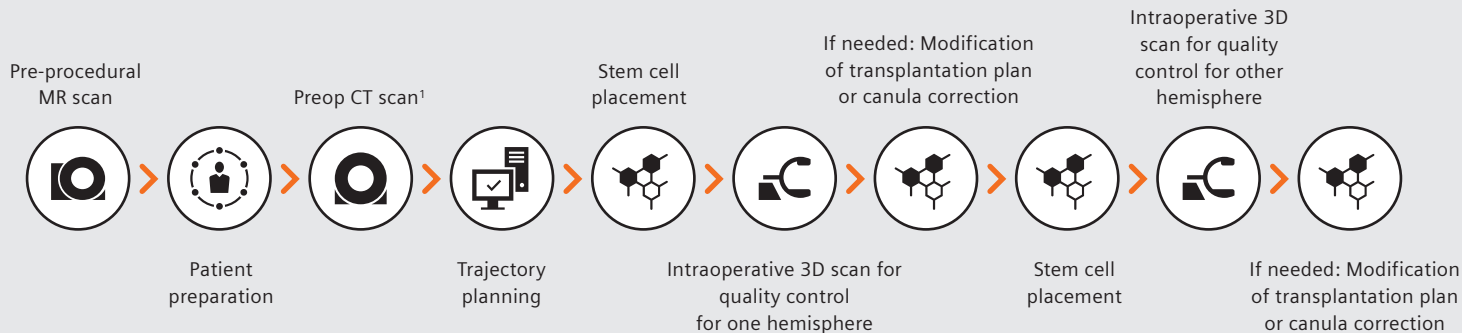 Pre-procedural
MR scan
Patient
preparation
Preop CT scan¹
Trajectory
planning
Stem cell
placement
Intraoperative 3D scan for
quality control
for one hemisphere
If needed: Modification
of transplantation plan
or canula correction
Stem cell
placement
Intraoperative 3D
scan for quality
control for other
hemisphere
If needed: Modification
of transplantation plan
or canula correction